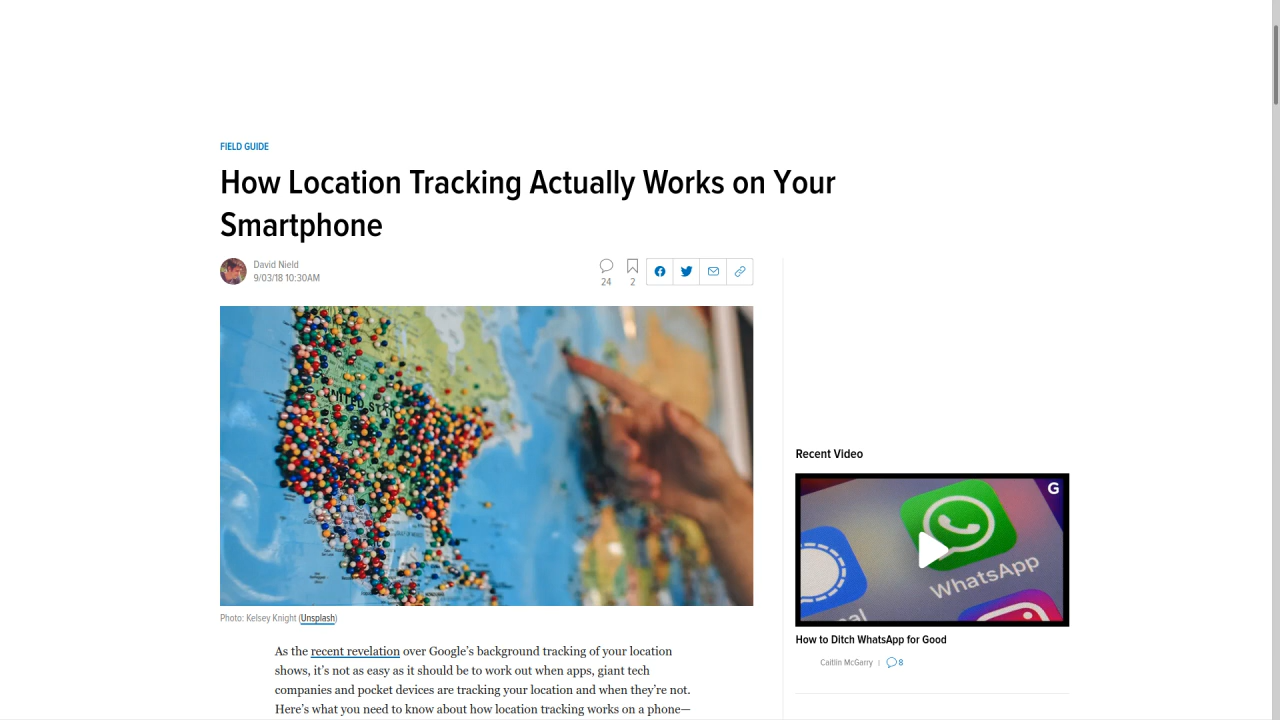 FIELD GUIDE
How Location Tracking Actually Works on Your
Smartphone
David Nield
9/03/18 10:30AM
24
2
UNITED ST
Photo: Kelsey Knight (Unsplash)
As the recent revelation over Google’s background tracking of your location
shows, it’s not as easy as it should be to work out when apps, giant tech
companies and pocket devices are tracking your location and when they’re not.
Here’s what you need to know about how location tracking works on a phone—
Recent Video
G
WhatsApp
nal
How to Ditch WhatsApp for Good
Caitlin McGarry
8